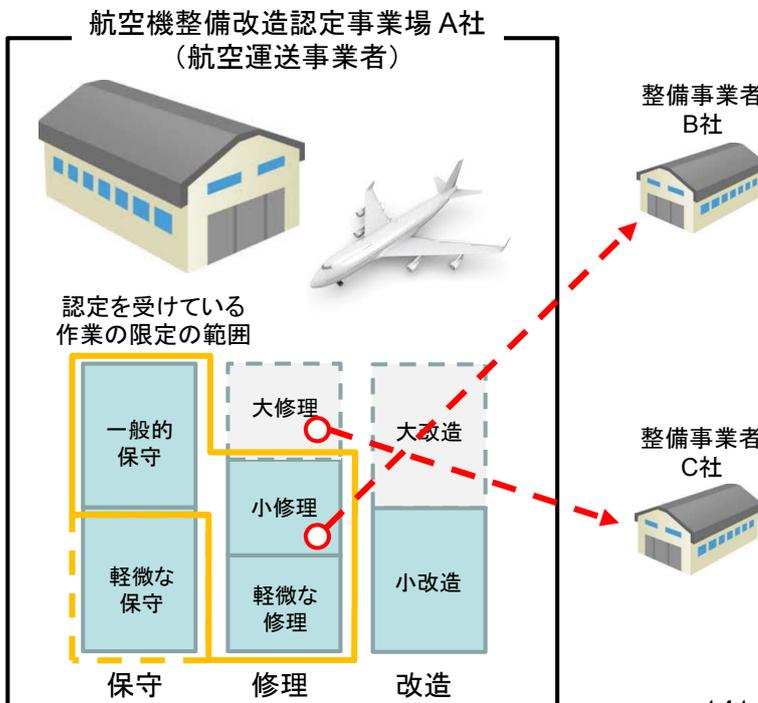 航空機整備改造認定事業場 A社
（航空運送事業者）
整備事業者
B社
認定を受けている
作業の限定の範囲
一般的
保守
軽微な
保守
大修理
小修理
軽微な
修理
大改造
小改造
整備事業者
C社
保守
修理
改造